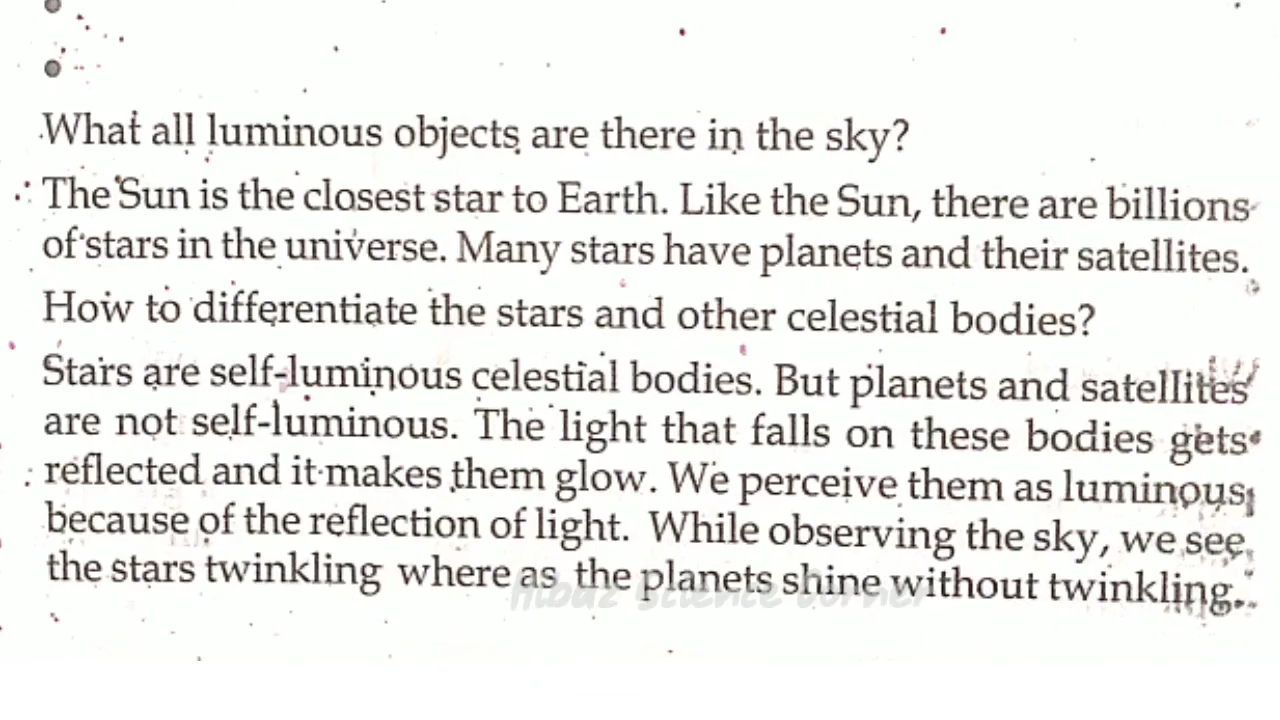 What all luminous objects are there in the sky?
The Sun is the closest star to Earth. Like the Sun, there are billions
of stars in the universe. Many stars have planets and their satellites.
How to differentiate the stars and other celestial bodies?
Stars are self-luminous celestial bodies. But planets and satellites
are not self-luminous. The light that falls on these bodies gets
reflected and it makes them glow. We perceive them as luminous
because of the reflection of light. While observing the sky, we see
the stars twinkling where as the planets shine without twinkling.
Hibuz Science Corner